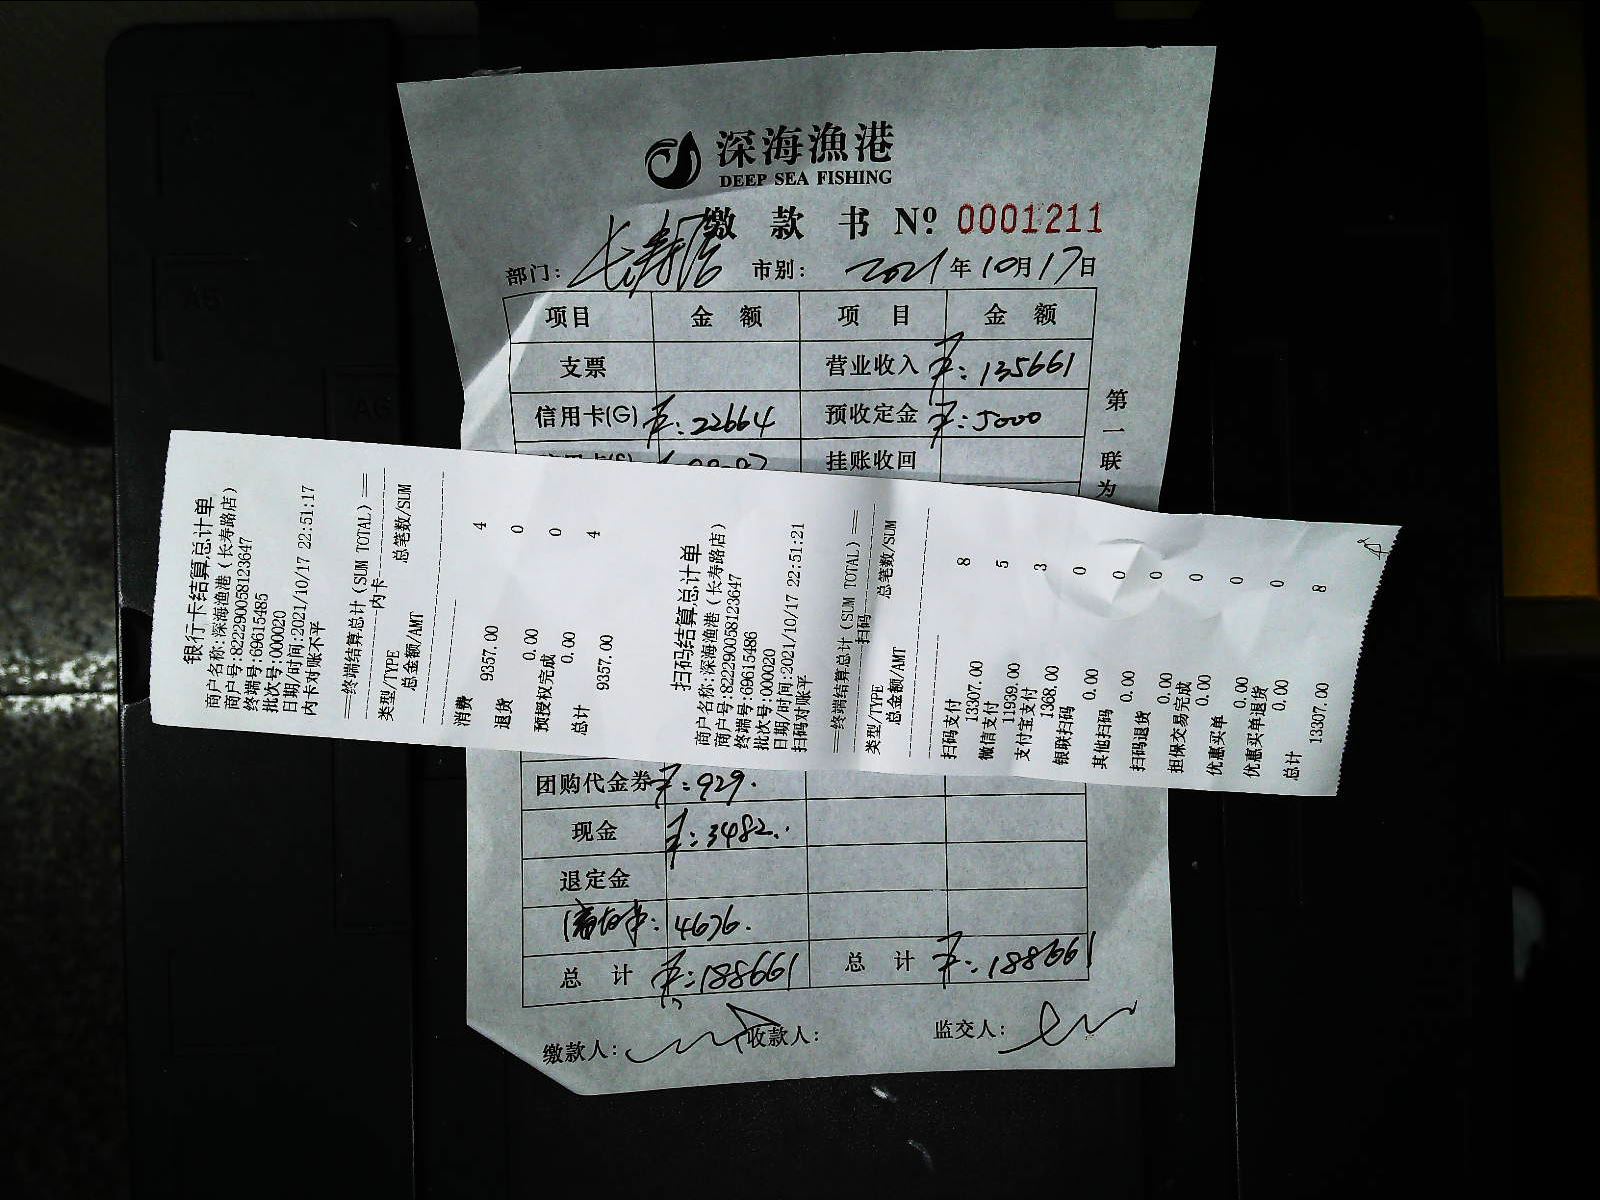 深海漁港
DEEP SEA FISHING
缴款书 Nº 0001211
部门: 长寿店 市别: 2021年10月17日
项目 金额 项目 金额
支票 营业收入 ¥:135661
信用卡(G) ¥:22664 预收定金 ¥:5000
挂账收回
第一联为
银行卡结算总计单
商户名称:深海渔港(长寿路店)
商户号:822290058123647
终端号:69615485
批次号:000020
日期/时间:2021/10/17 22:51:17
内卡对账不平
==终端结算总计(SUM TOTAL)==
内卡
类型/TYPE 总笔数/SUM
总金额/AMT
消费 4
9357.00
退货 0
0.00
预授权完成 0
0.00
总计 4
9357.00
扫码结算总计单
商户名称:深海渔港(长寿路店)
商户号:822290058123647
终端号:69615486
批次号:000020
日期/时间:2021/10/17 22:51:21
扫码对账平
==终端结算总计(SUM TOTAL)==
扫码
类型/TYPE 总笔数/SUM
总金额/AMT
扫码支付 8
13307.00
微信支付 5
11939.00
支付宝支付 3
1368.00
银联扫码 0
0.00
其他扫码 0
0.00
扫码退货 0
0.00
担保交易完成 0
0.00
优惠买单 0
0.00
优惠买单退货 0
0.00
总计 8
13307.00
团购代金券 ¥:929.
现金 ¥:3482.
退定金
4676.
总计 ¥:188661 总计 ¥:188661
缴款人: 收款人: 监交人: